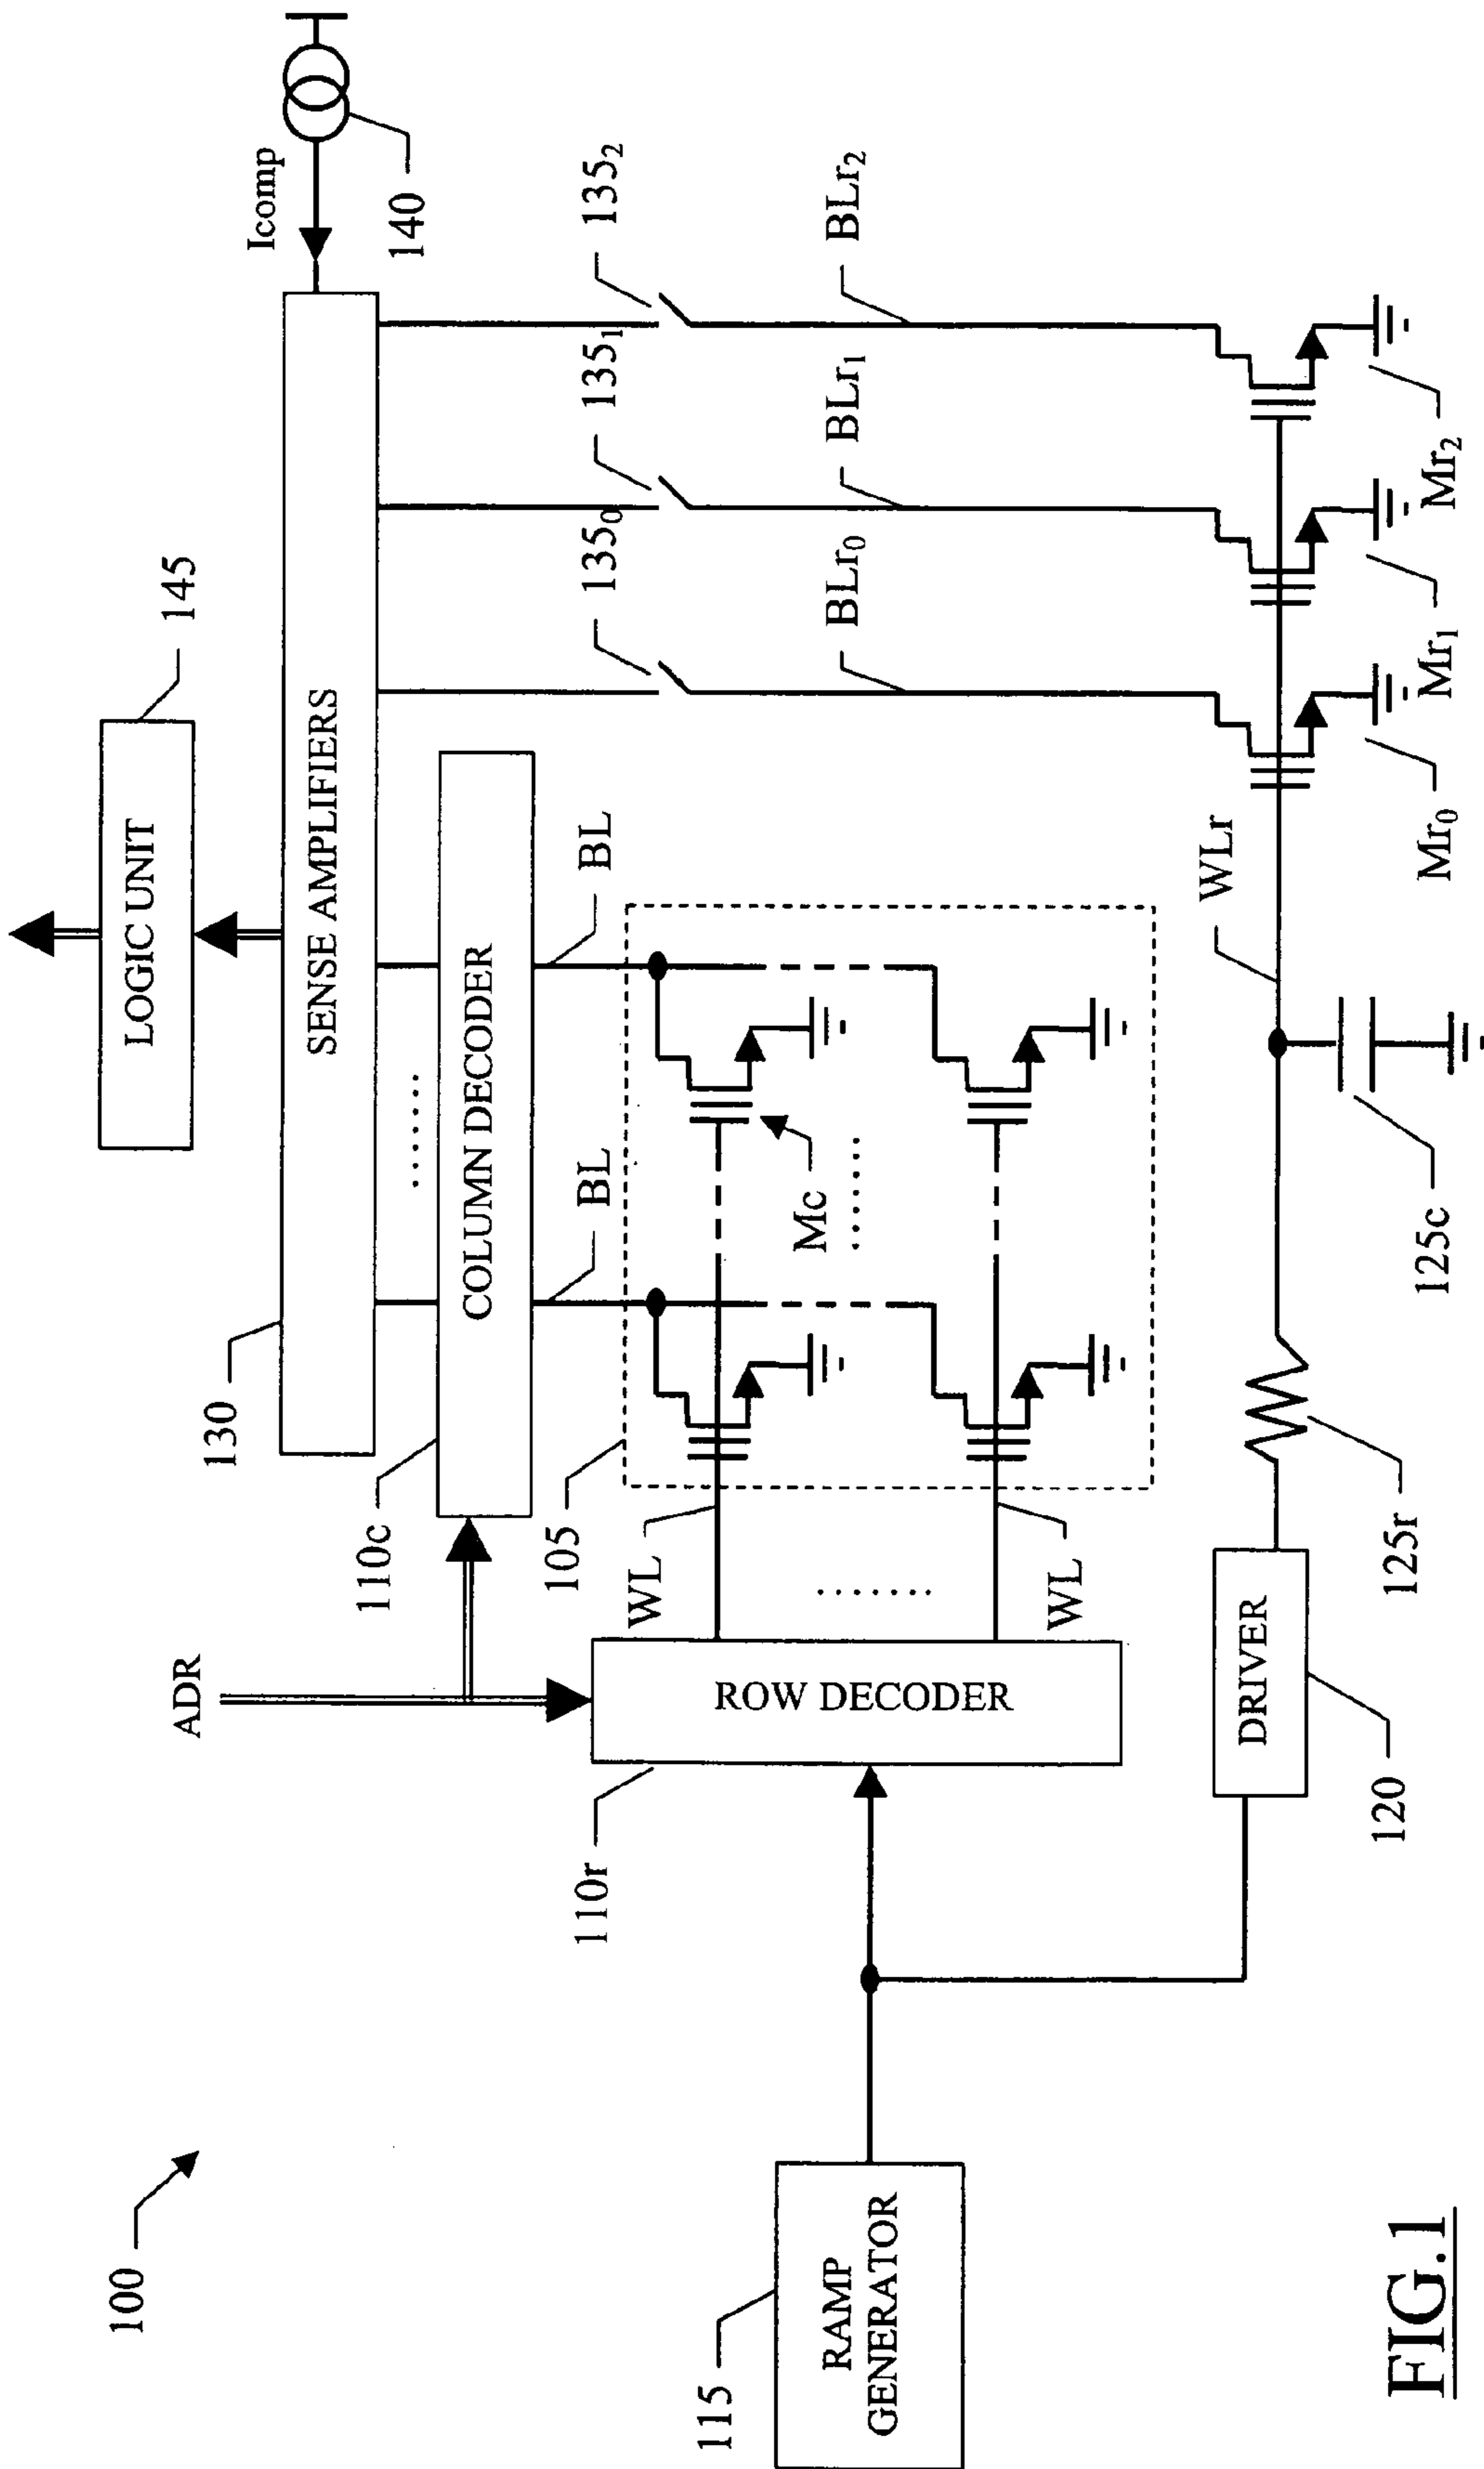 100
115
RAMP
GENERATOR
ADR
110r
ROW DECODER
WL
.......
WL
120
DRIVER
125r
125c
WLr
110c
COLUMN DECODER
......
BL
BL
105
Mc
.......
130
SENSE AMPLIFIERS
LOGIC UNIT
145
Icomp
140
135₀
135₁
135₂
BLr₀
BLr₁
BLr₂
Mr₀
Mr₁
Mr₂
FIG.1